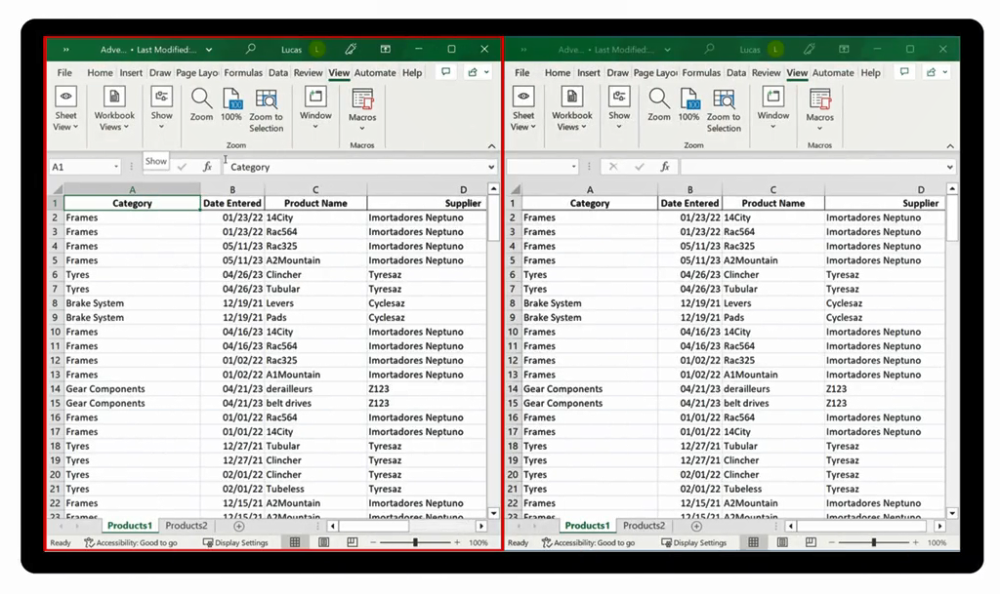 Adve... • Last Modified:... Lucas L
File Home Insert Draw Page Layo Formulas Data Review View Automate Help
Sheet View Workbook Views Show Zoom 100% Zoom to Selection Window Macros
Zoom Macros
A1 Show fx Category
A B C D
1 Category Date Entered Product Name Supplier
2 Frames 01/23/22 14City Imortadores Neptuno
3 Frames 01/23/22 Rac564 Imortadores Neptuno
4 Frames 05/11/23 Rac325 Imortadores Neptuno
5 Frames 05/11/23 A2Mountain Imortadores Neptuno
6 Tyres 04/26/23 Clincher Tyresaz
7 Tyres 04/26/23 Tubular Tyresaz
8 Brake System 12/19/21 Levers Cyclesaz
9 Brake System 12/19/21 Pads Cyclesaz
10 Frames 04/16/23 14City Imortadores Neptuno
11 Frames 04/16/23 Rac564 Imortadores Neptuno
12 Frames 01/02/22 Rac325 Imortadores Neptuno
13 Frames 01/02/22 A1Mountain Imortadores Neptuno
14 Gear Components 04/21/23 derailleurs Z123
15 Gear Components 04/21/23 belt drives Z123
16 Frames 01/01/22 Rac564 Imortadores Neptuno
17 Frames 01/01/22 14City Imortadores Neptuno
18 Tyres 12/27/21 Tubular Tyresaz
19 Tyres 12/27/21 Clincher Tyresaz
20 Tyres 02/01/22 Clincher Tyresaz
21 Tyres 02/01/22 Tubeless Tyresaz
22 Frames 12/15/21 A2Mountain Imortadores Neptuno
23 Frames 12/15/21 A2Mountain Imortadores Neptuno
Products1 Products2
Ready Accessibility: Good to go Display Settings 100%
Adve... • Last Modified:... Lucas L
File Home Insert Draw Page Layo Formulas Data Review View Automate Help
Sheet View Workbook Views Show Zoom 100% Zoom to Selection Window Macros
Zoom Macros
fx
A B C D
1 Category Date Entered Product Name Supplier
2 Frames 01/23/22 14City Imortadores Neptuno
3 Frames 01/23/22 Rac564 Imortadores Neptuno
4 Frames 05/11/23 Rac325 Imortadores Neptuno
5 Frames 05/11/23 A2Mountain Imortadores Neptuno
6 Tyres 04/26/23 Clincher Tyresaz
7 Tyres 04/26/23 Tubular Tyresaz
8 Brake System 12/19/21 Levers Cyclesaz
9 Brake System 12/19/21 Pads Cyclesaz
10 Frames 04/16/23 14City Imortadores Neptuno
11 Frames 04/16/23 Rac564 Imortadores Neptuno
12 Frames 01/02/22 Rac325 Imortadores Neptuno
13 Frames 01/02/22 A1Mountain Imortadores Neptuno
14 Gear Components 04/21/23 derailleurs Z123
15 Gear Components 04/21/23 belt drives Z123
16 Frames 01/01/22 Rac564 Imortadores Neptuno
17 Frames 01/01/22 14City Imortadores Neptuno
18 Tyres 12/27/21 Tubular Tyresaz
19 Tyres 12/27/21 Clincher Tyresaz
20 Tyres 02/01/22 Clincher Tyresaz
21 Tyres 02/01/22 Tubeless Tyresaz
22 Frames 12/15/21 A2Mountain Imortadores Neptuno
23 Frames 12/15/21 A2Mountain Imortadores Neptuno
Products1 Products2
Ready Accessibility: Good to go Display Settings 100%